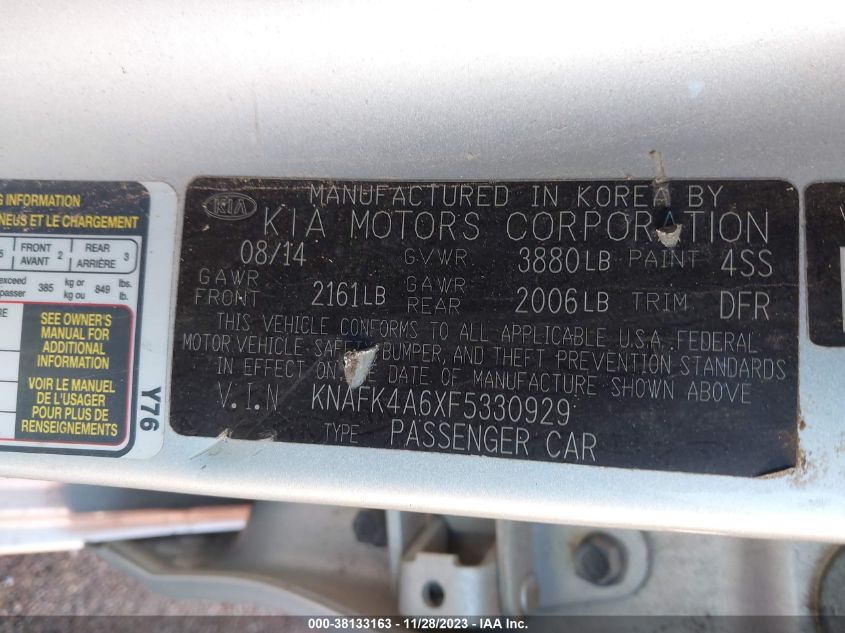 G INFORMATION
NEUS ET LE CHARGEMENT
5 FRONT AVANT 2 REAR ARRIÈRE 3
exceed
passer 385 kg or kg ou 849 lbs. lb.
RE
SEE OWNER'S
MANUAL FOR
ADDITIONAL
INFORMATION
VOIR LE MANUEL
DE L'USAGER
POUR PLUS DE
RENSEIGNEMENTS
Y76
KIA
MANUFACTURED IN KOREA BY
KIA MOTORS CORPORATION
08/14 GVWR 3880LB PAINT 4SS
GAWR FRONT 2161LB GAWR REAR 2006LB TRIM DFR
THIS VEHICLE CONFORMS TO ALL APPLICABLE U.S.A. FEDERAL
MOTOR VEHICLE SAFETY, BUMPER, AND THEFT PREVENTION STANDARDS
IN EFFECT ON THE DATE OF MANUFACTURE SHOWN ABOVE
V.I.N KNAFK4A6XF5330929
TYPE PASSENGER CAR
V
000-38133163 - 11/28/2023 - IAA.